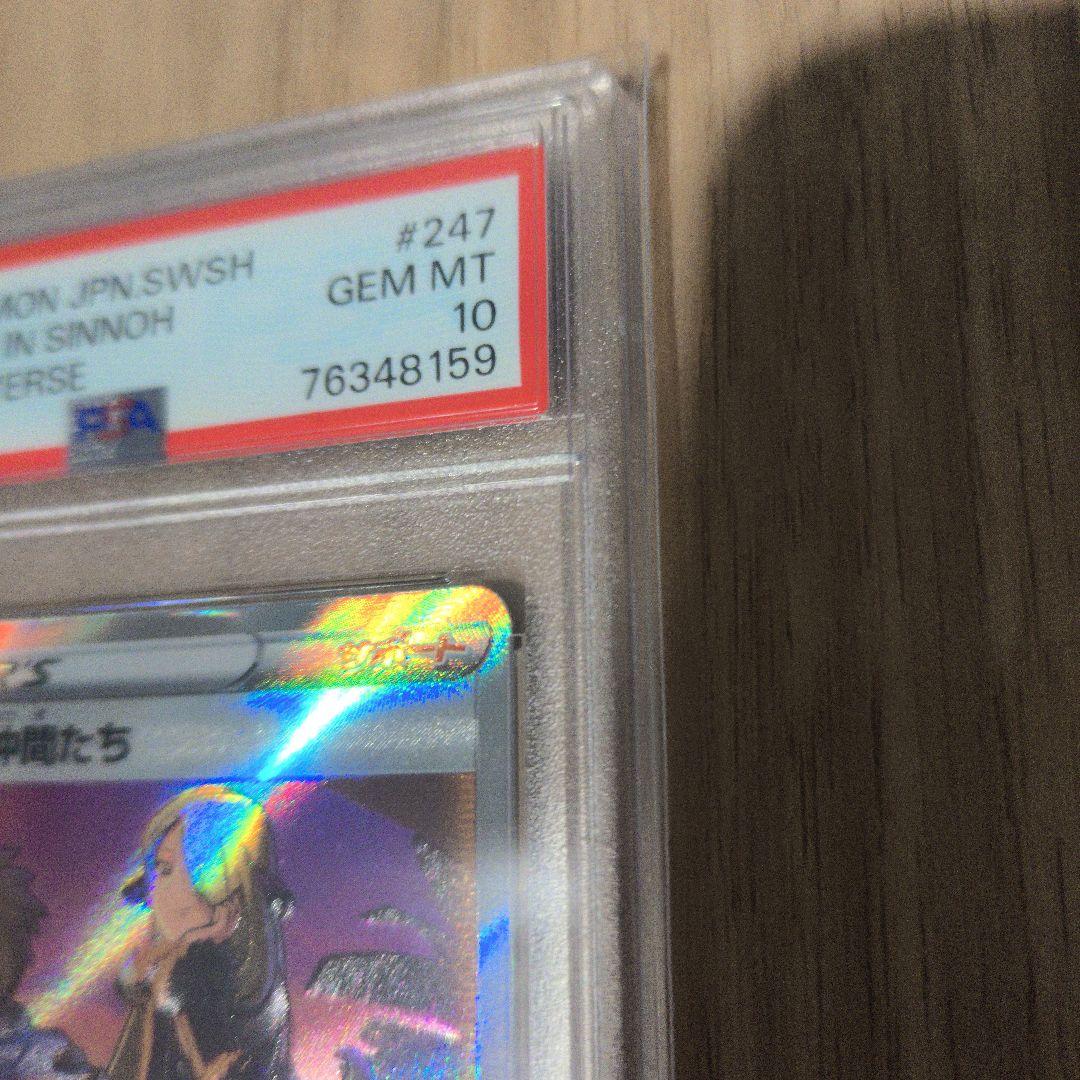 #247
MON JPN.SWSH
GEM MT
IN SINNOH
10
ERSE
76348159
PSA
サポート
仲間たち